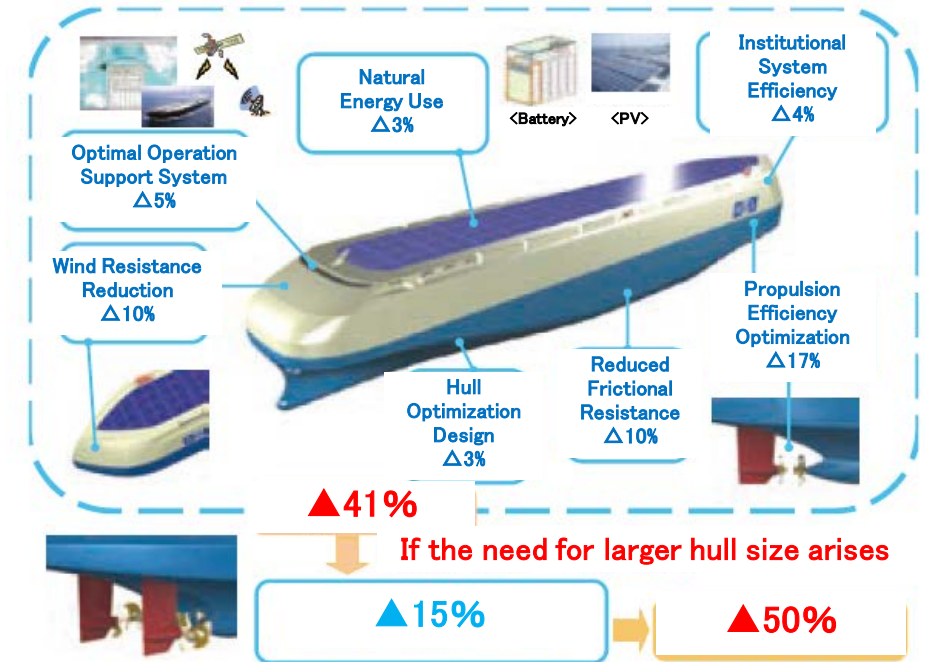 Natural
Energy Use
△3%
<Battery>
<PV>
Institutional
System
Efficiency
△4%
Optimal Operation
Support System
△5%
Wind Resistance
Reduction
△10%
Propulsion
Efficiency
Optimization
△17%
Reduced
Frictional
Resistance
△10%
Hull
Optimization
Design
△3%
▲41%
If the need for larger hull size arises
▲15%
▲50%